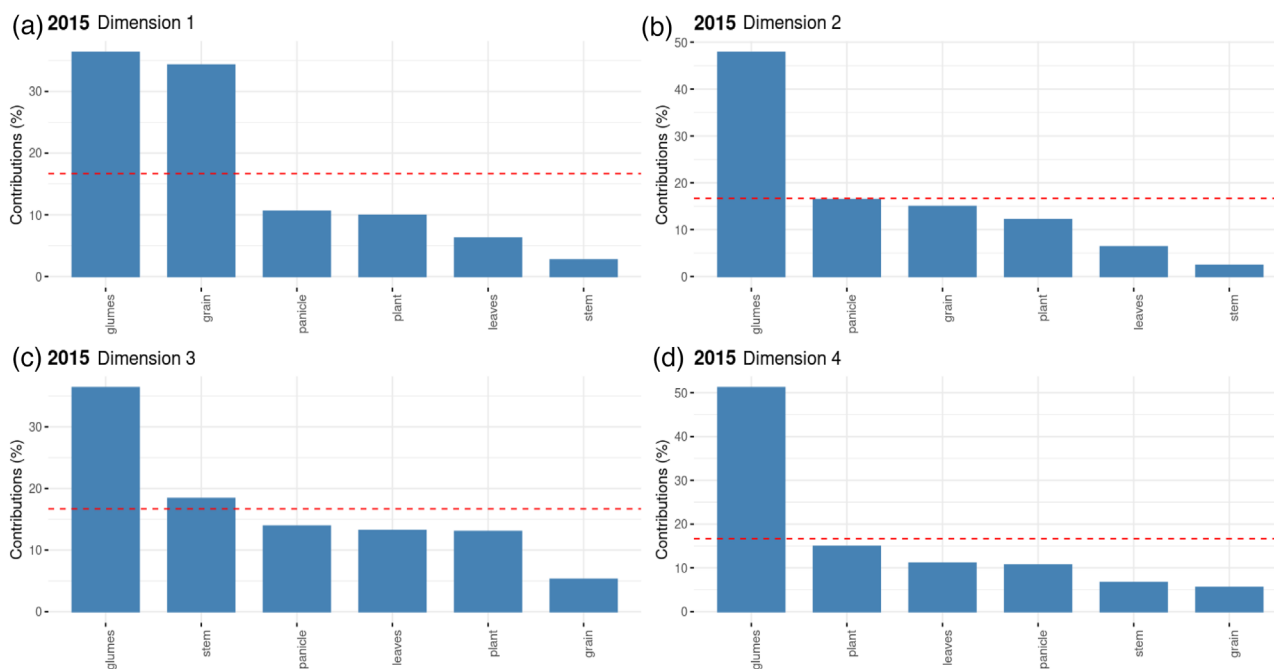 (a) 2015 Dimension 1
Contributions (%)
30
20
10
0
glumes
grain
panicle
plant
leaves
stem
(b) 2015 Dimension 2
Contributions (%)
50
40
30
20
10
0
glumes
panicle
grain
plant
leaves
stem
(c) 2015 Dimension 3
Contributions (%)
30
20
10
0
glumes
stem
panicle
leaves
plant
grain
(d) 2015 Dimension 4
Contributions (%)
50
40
30
20
10
0
glumes
plant
leaves
panicle
stem
grain